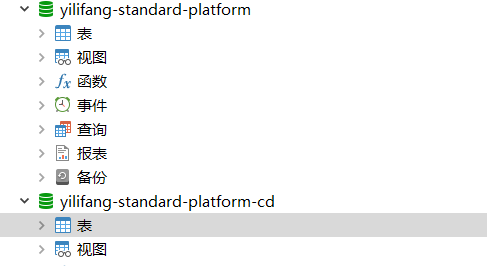 yilifang-standard-platform
表
视图
fx 函数
事件
查询
报表
备份
yilifang-standard-platform-cd
表
视图